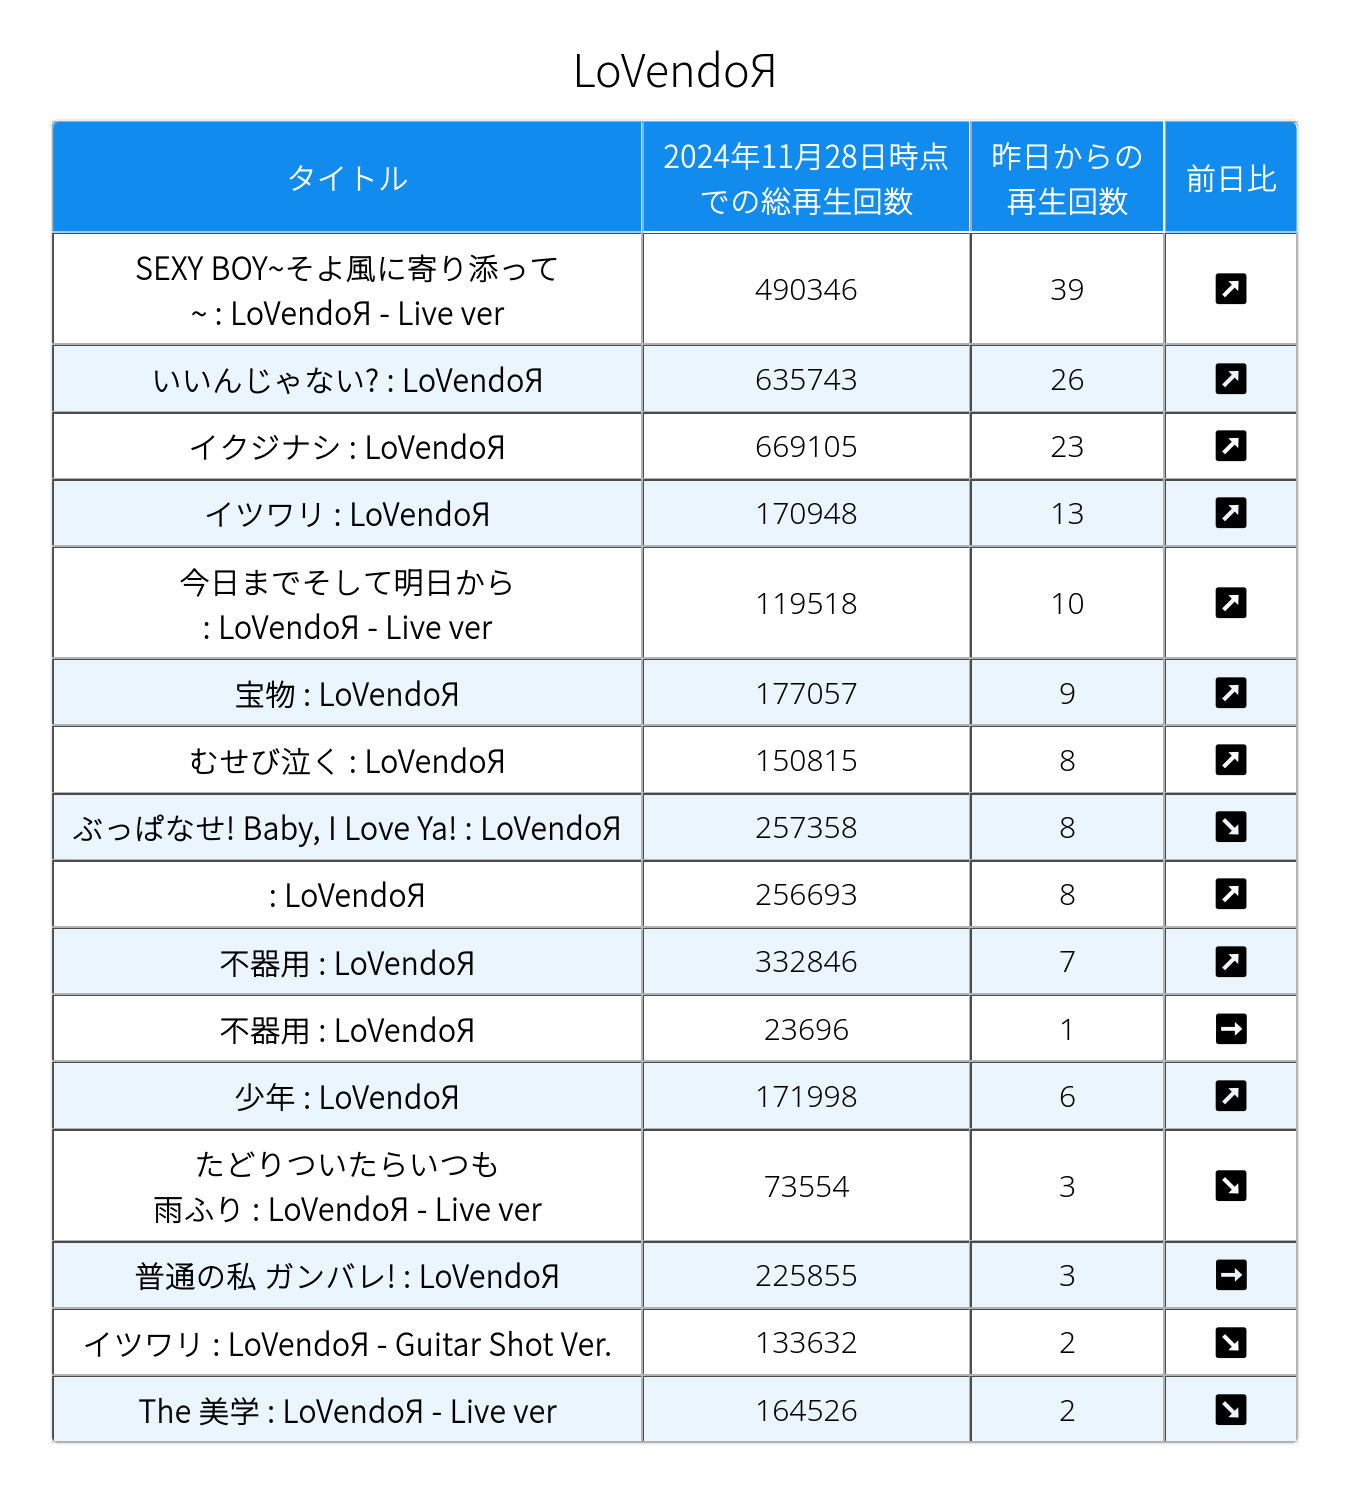 LoVendoЯ
タイトル
2024年11月28日時点
での総再生回数
昨日からの
再生回数
前日比
SEXY BOY~そよ風に寄り添って
~ : LoVendoЯ - Live ver
490346
39
いいんじゃない? : LoVendoЯ
635743
26
イクジナシ : LoVendoЯ
669105
23
イツワリ : LoVendoЯ
170948
13
今日までそして明日から
: LoVendoЯ - Live ver
119518
10
宝物 : LoVendoЯ
177057
9
むせび泣く : LoVendoЯ
150815
8
ぶっぱなせ! Baby, I Love Ya! : LoVendoЯ
257358
8
: LoVendoЯ
256693
8
不器用 : LoVendoЯ
332846
7
不器用 : LoVendoЯ
23696
1
少年 : LoVendoЯ
171998
6
たどりついたらいつも
雨ふり : LoVendoЯ - Live ver
73554
3
普通の私 ガンバレ! : LoVendoЯ
225855
3
イツワリ : LoVendoЯ - Guitar Shot Ver.
133632
2
The 美学 : LoVendoЯ - Live ver
164526
2